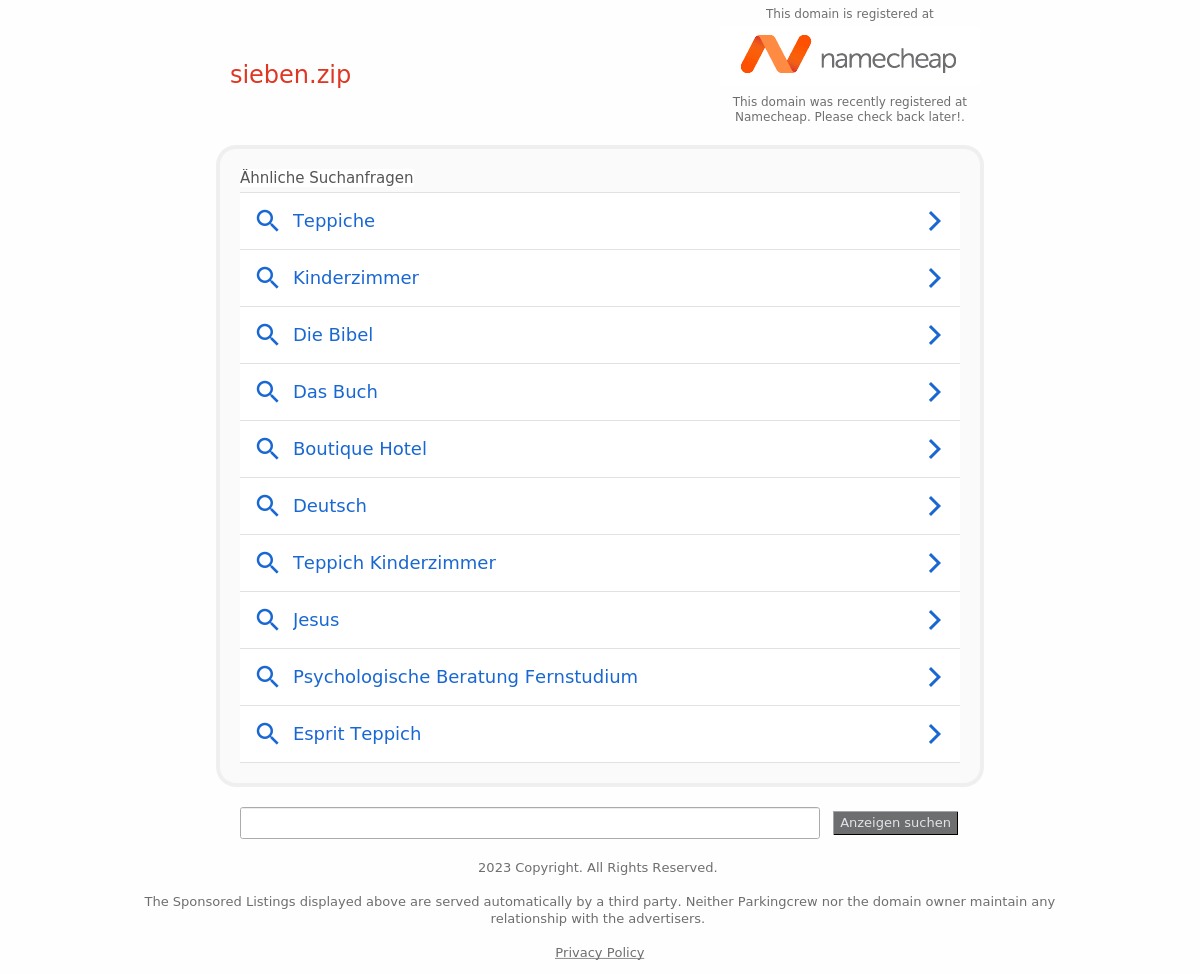 This domain is registered at
namecheap
sieben.zip
This domain was recently registered at
Namecheap. Please check back later!.
Ähnliche Suchanfragen
Teppiche
Kinderzimmer
Die Bibel
Das Buch
Boutique Hotel
Deutsch
Teppich Kinderzimmer
Jesus
Psychologische Beratung Fernstudium
Esprit Teppich
Anzeigen suchen
2023 Copyright. All Rights Reserved.
The Sponsored Listings displayed above are served automatically by a third party. Neither Parkingcrew nor the domain owner maintain any
relationship with the advertisers.
Privacy Policy